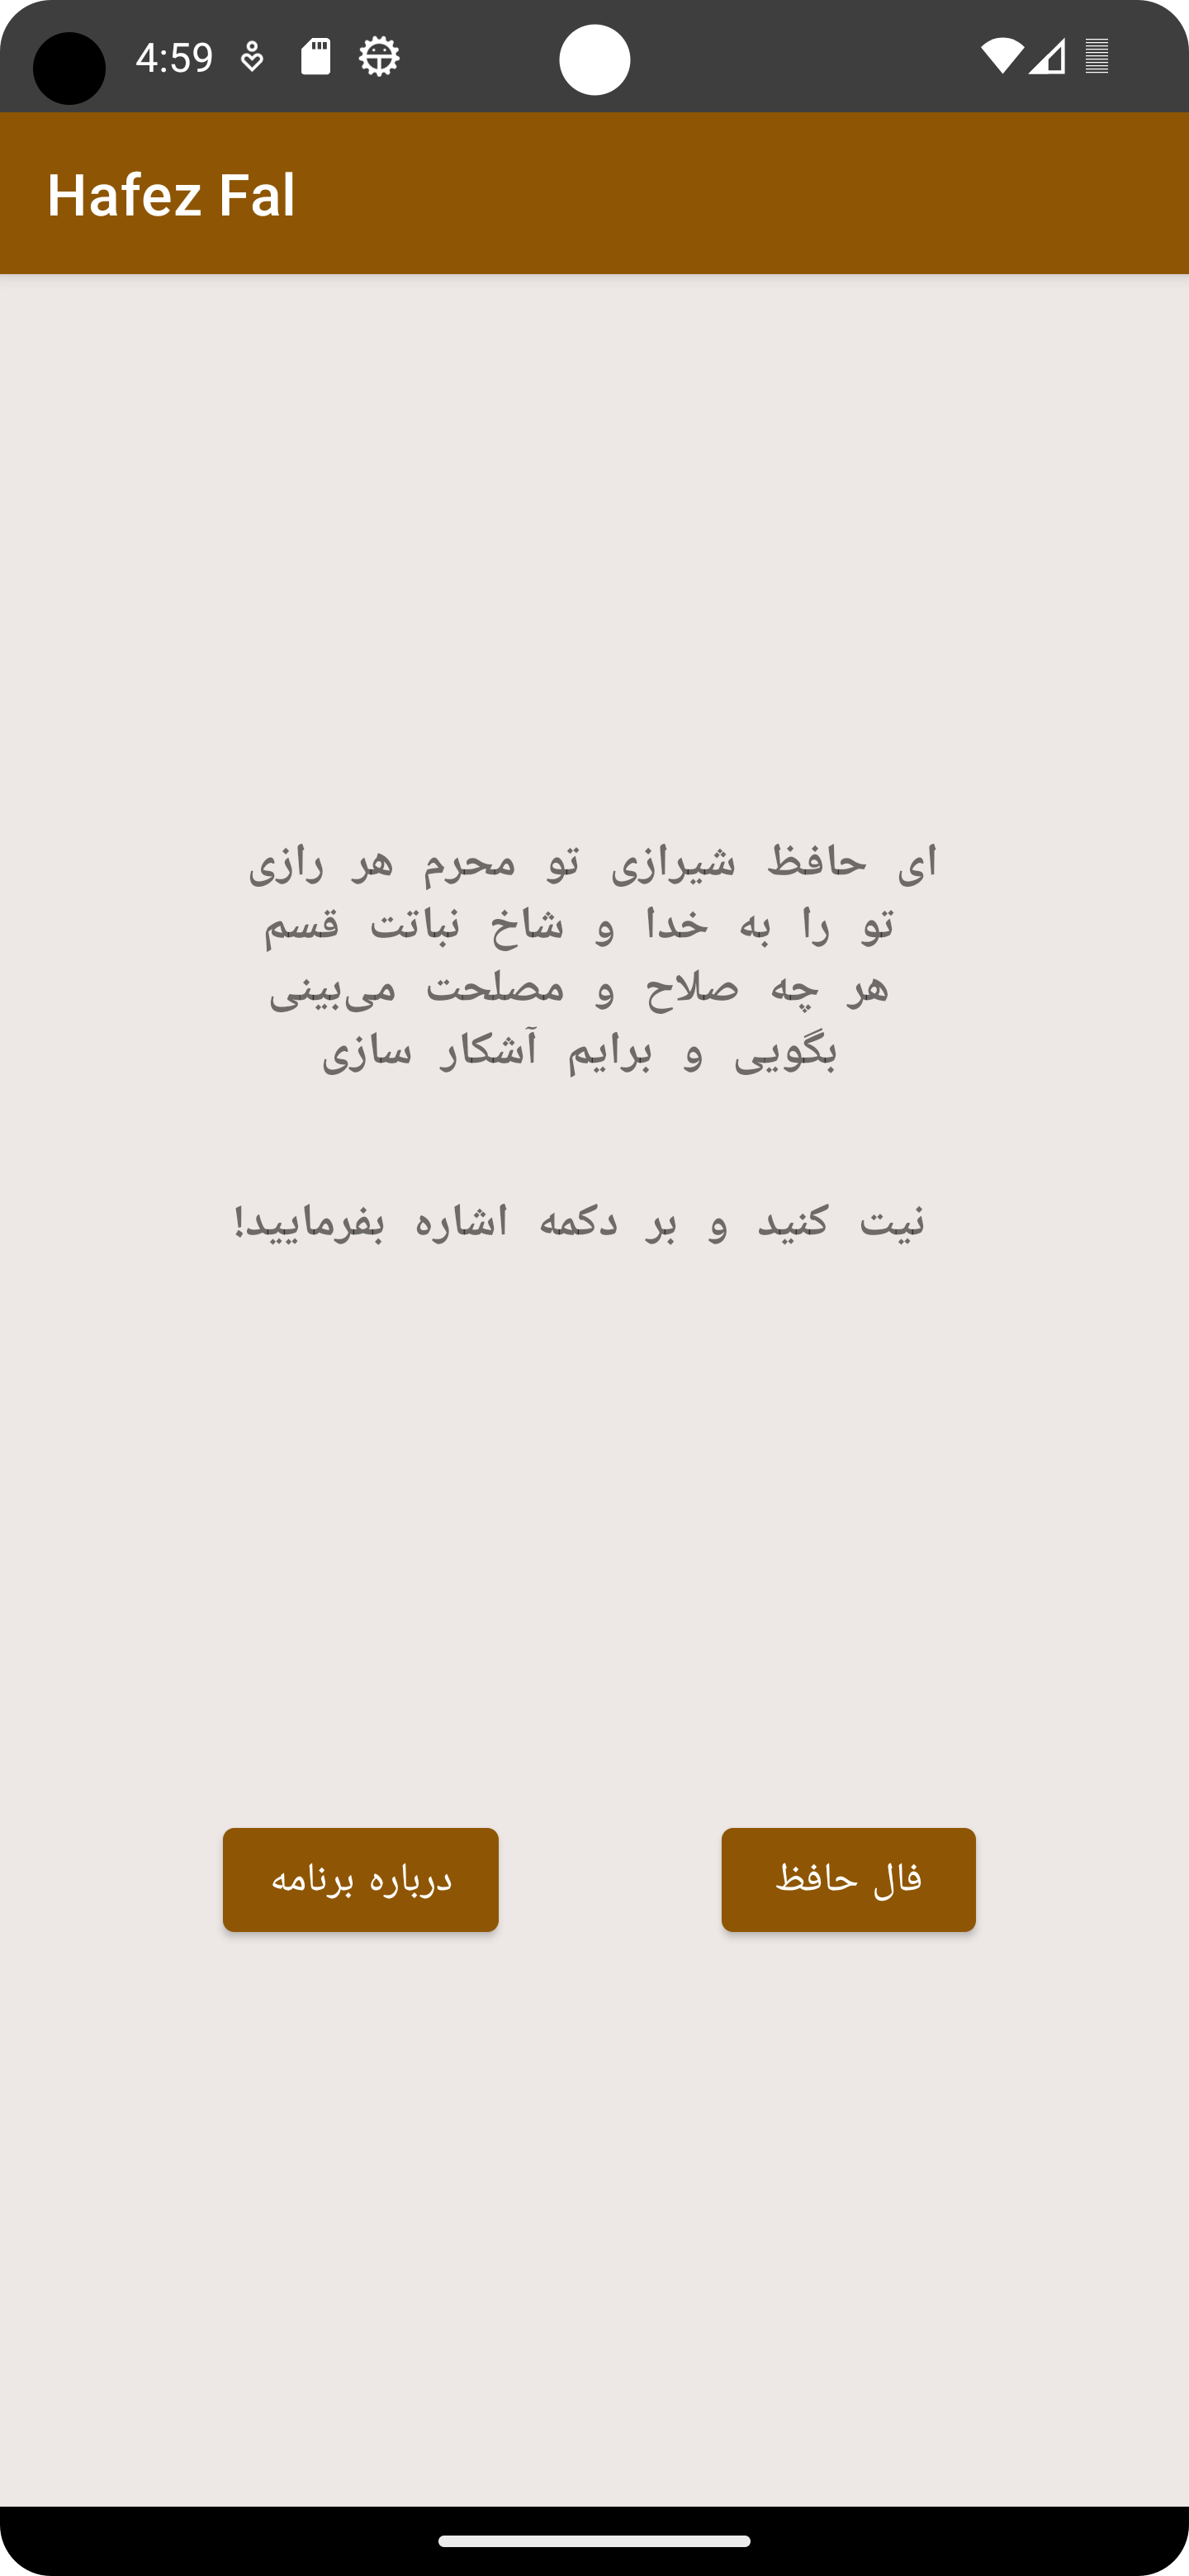 4:59
Hafez Fal
ای حافظ شیرازی تو محرم هر رازی
تو را به خدا و شاخ نباتت قسم
هر چه صلاح و مصلحت می‌بینی
بگویی و برایم آشکار سازی
نیت کنید و بر دکمه اشاره بفرمایید!
فال حافظ
درباره برنامه